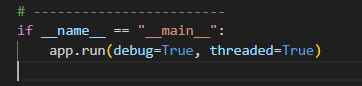 # ------------------------
if __name__ == "__main__":
    app.run(debug=True, threaded=True)